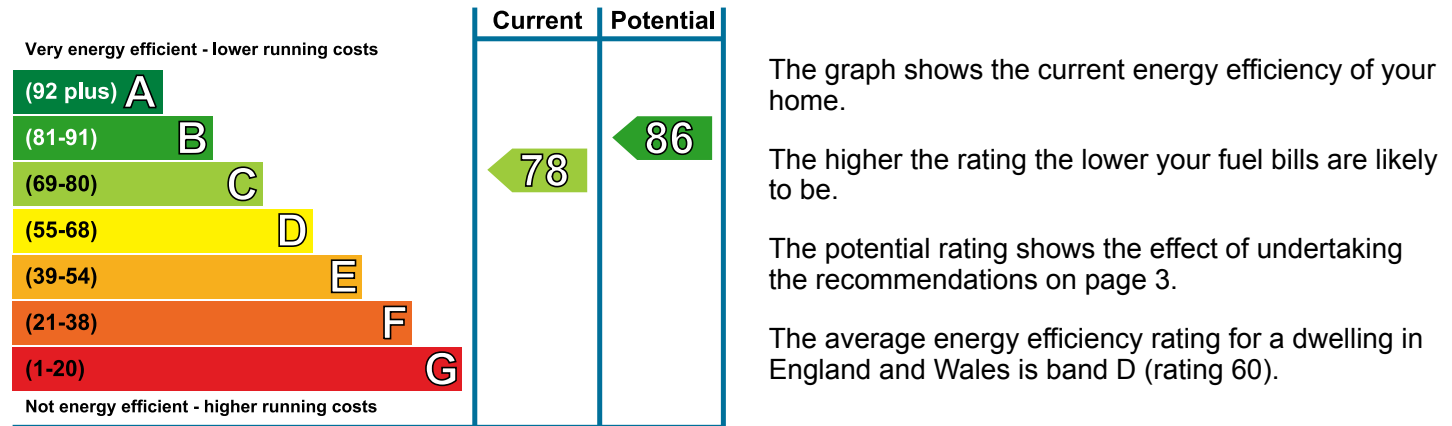 Current Potential
Very energy efficient - lower running costs
(92 plus) A
(81-91) B
86
(69-80) C
78
(55-68) D
(39-54) E
(21-38) F
(1-20) G
Not energy efficient - higher running costs
The graph shows the current energy efficiency of your
home.
The higher the rating the lower your fuel bills are likely
to be.
The potential rating shows the effect of undertaking
the recommendations on page 3.
The average energy efficiency rating for a dwelling in
England and Wales is band D (rating 60).